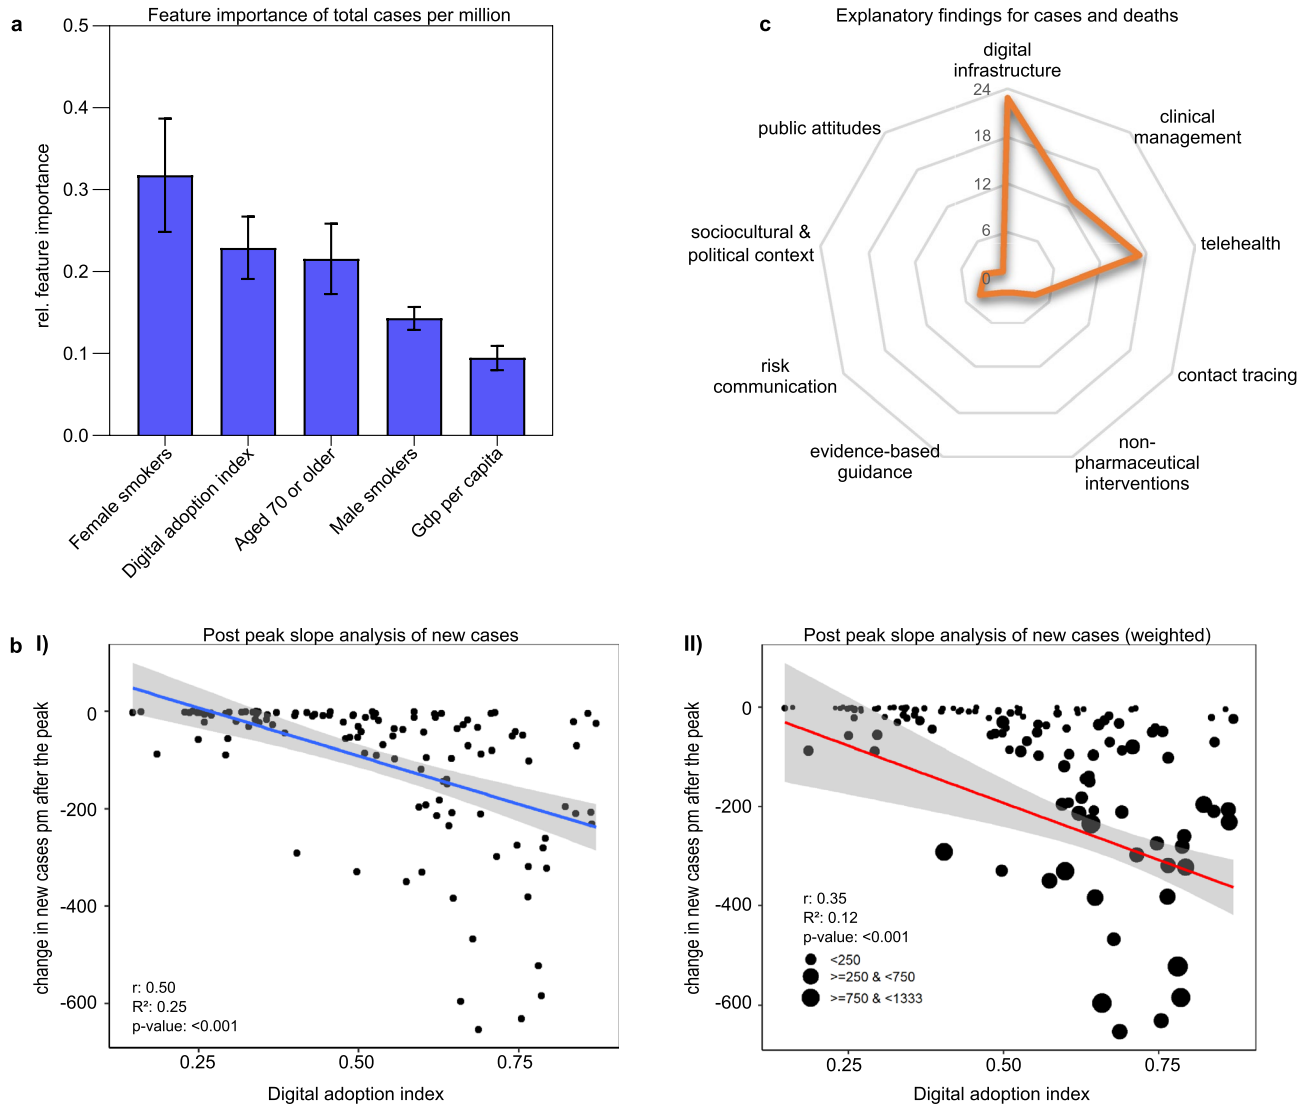 a
Feature importance of total cases per million
rel. feature importance
0.5
0.4
0.3
0.2
0.1
0.0
Female smokers
Digital adoption index
Aged 70 or older
Male smokers
Gdp per capita
c
Explanatory findings for cases and deaths
digital
infrastructure
clinical
management
telehealth
contact tracing
non-
pharmaceutical
interventions
evidence-based
guidance
risk
communication
sociocultural &
political context
public attitudes
24
18
12
6
0
b
I)
Post peak slope analysis of new cases
change in new cases pm after the peak
0
-200
-400
-600
r: 0.50
R²: 0.25
p-value: <0.001
0.25
0.50
0.75
Digital adoption index
II)
Post peak slope analysis of new cases (weighted)
change in new cases pm after the peak
0
-200
-400
-600
r: 0.35
R²: 0.12
p-value: <0.001
<250
>=250 & <750
>=750 & <1333
0.25
0.50
0.75
Digital adoption index